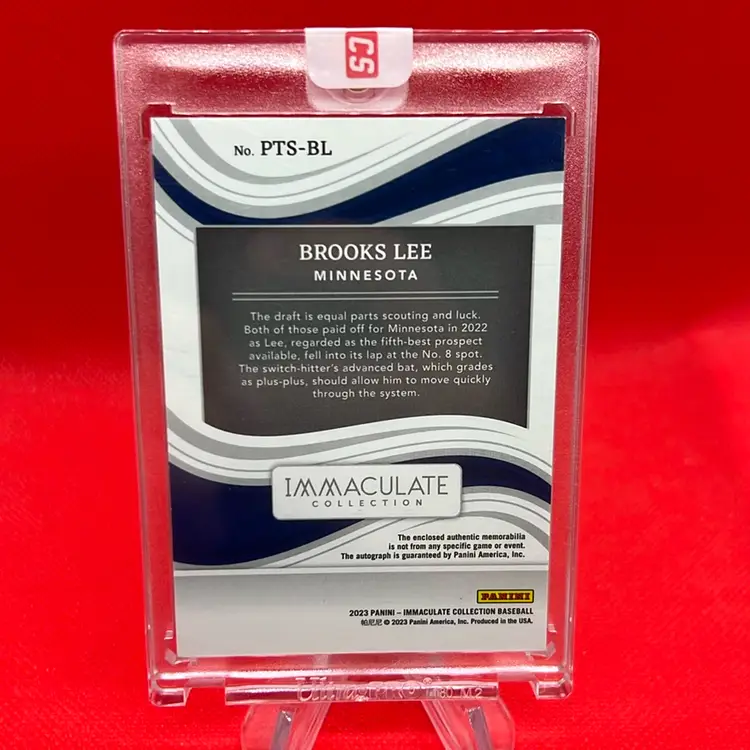 CS
No. PTS-BL
BROOKS LEE
MINNESOTA
The draft is equal parts scouting and luck.
Both of those paid off for Minnesota in 2022
as Lee, regarded as the fifth-best prospect
available, fell into its lap at the No. 8 spot.
The switch-hitter's advanced bat, which grades
as plus-plus, should allow him to move quickly
through the system.
IMMACULATE
COLLECTION
The enclosed authentic memorabilia
is not from any specific game or event.
The autograph is guaranteed by Panini America, Inc.
PANINI
2023 PANINI – IMMACULATE COLLECTION BASEBALL
帕尼尼 © 2023 Panini America, Inc. Produced in the USA.